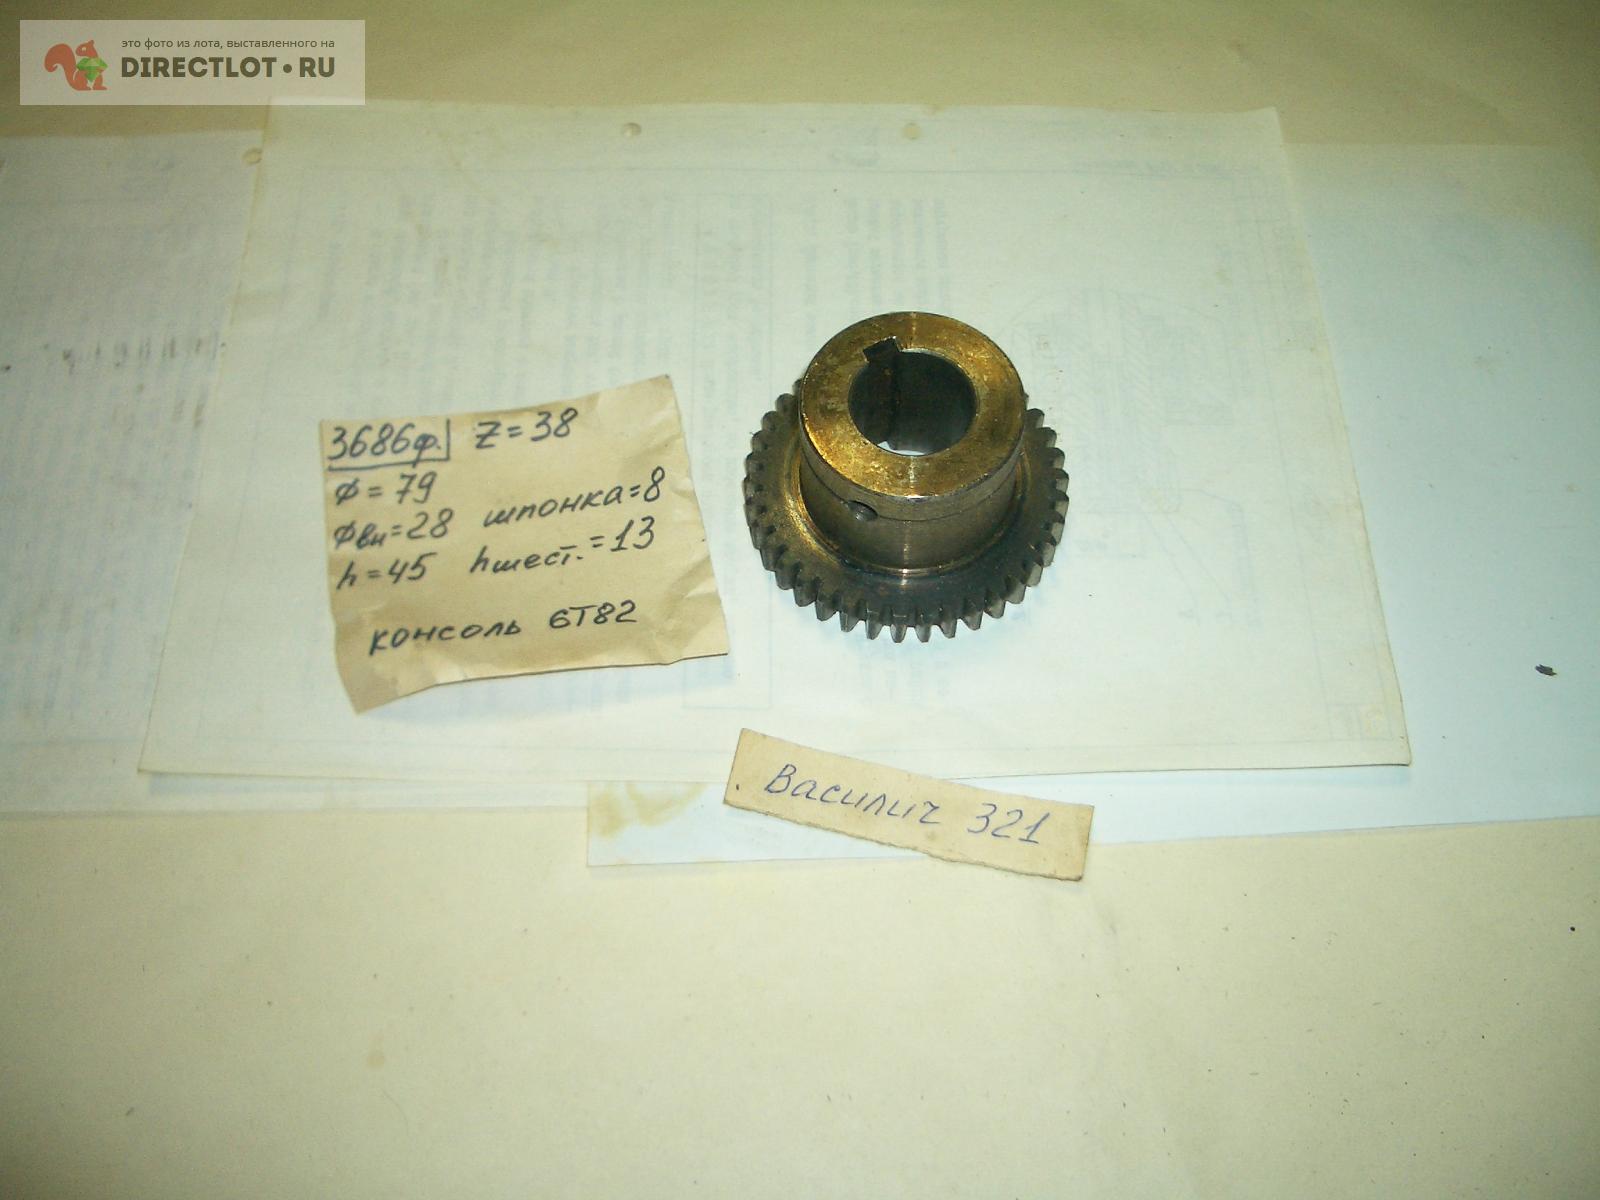 это фото из лота, выставленного на
DIRECTLOT•RU
3686ф. Z=38
φ=79
φвн=28 шпонка=8
h=45 hшест.=13
консоль 6Т82
Василич 321